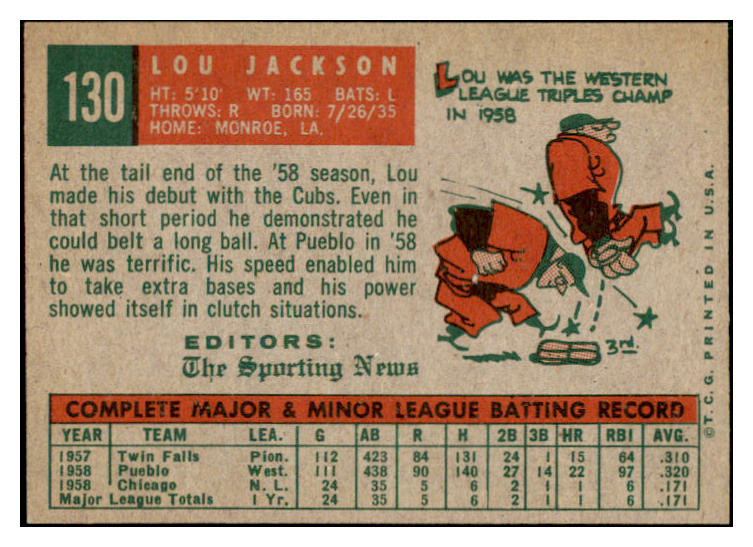 130
LOU JACKSON
HT: 5'10' WT: 165 BATS: L
THROWS: R BORN: 7/26/35
HOME: MONROE, LA.
LOU WAS THE WESTERN
LEAGUE TRIPLES CHAMP
IN 1958
At the tail end of the '58 season, Lou
made his debut with the Cubs. Even in
that short period he demonstrated he
could belt a long ball. At Pueblo in '58
he was terrific. His speed enabled him
to take extra bases and his power
showed itself in clutch situations.
EDITORS:
The Sporting News
3rd.
©T.C.G. PRINTED IN U.S.A.
COMPLETE MAJOR & MINOR LEAGUE BATTING RECORD
YEAR TEAM LEA. G AB R H 2B 3B HR RBI AVG.
1957 Twin Falls Pion. 112 423 84 131 24 1 15 64 .310
1958 Pueblo West. 111 438 90 140 27 14 22 97 .320
1958 Chicago N. L. 24 35 5 6 2 1 1 6 .171
Major League Totals 1 Yr. 24 35 5 6 2 1 1 6 .171